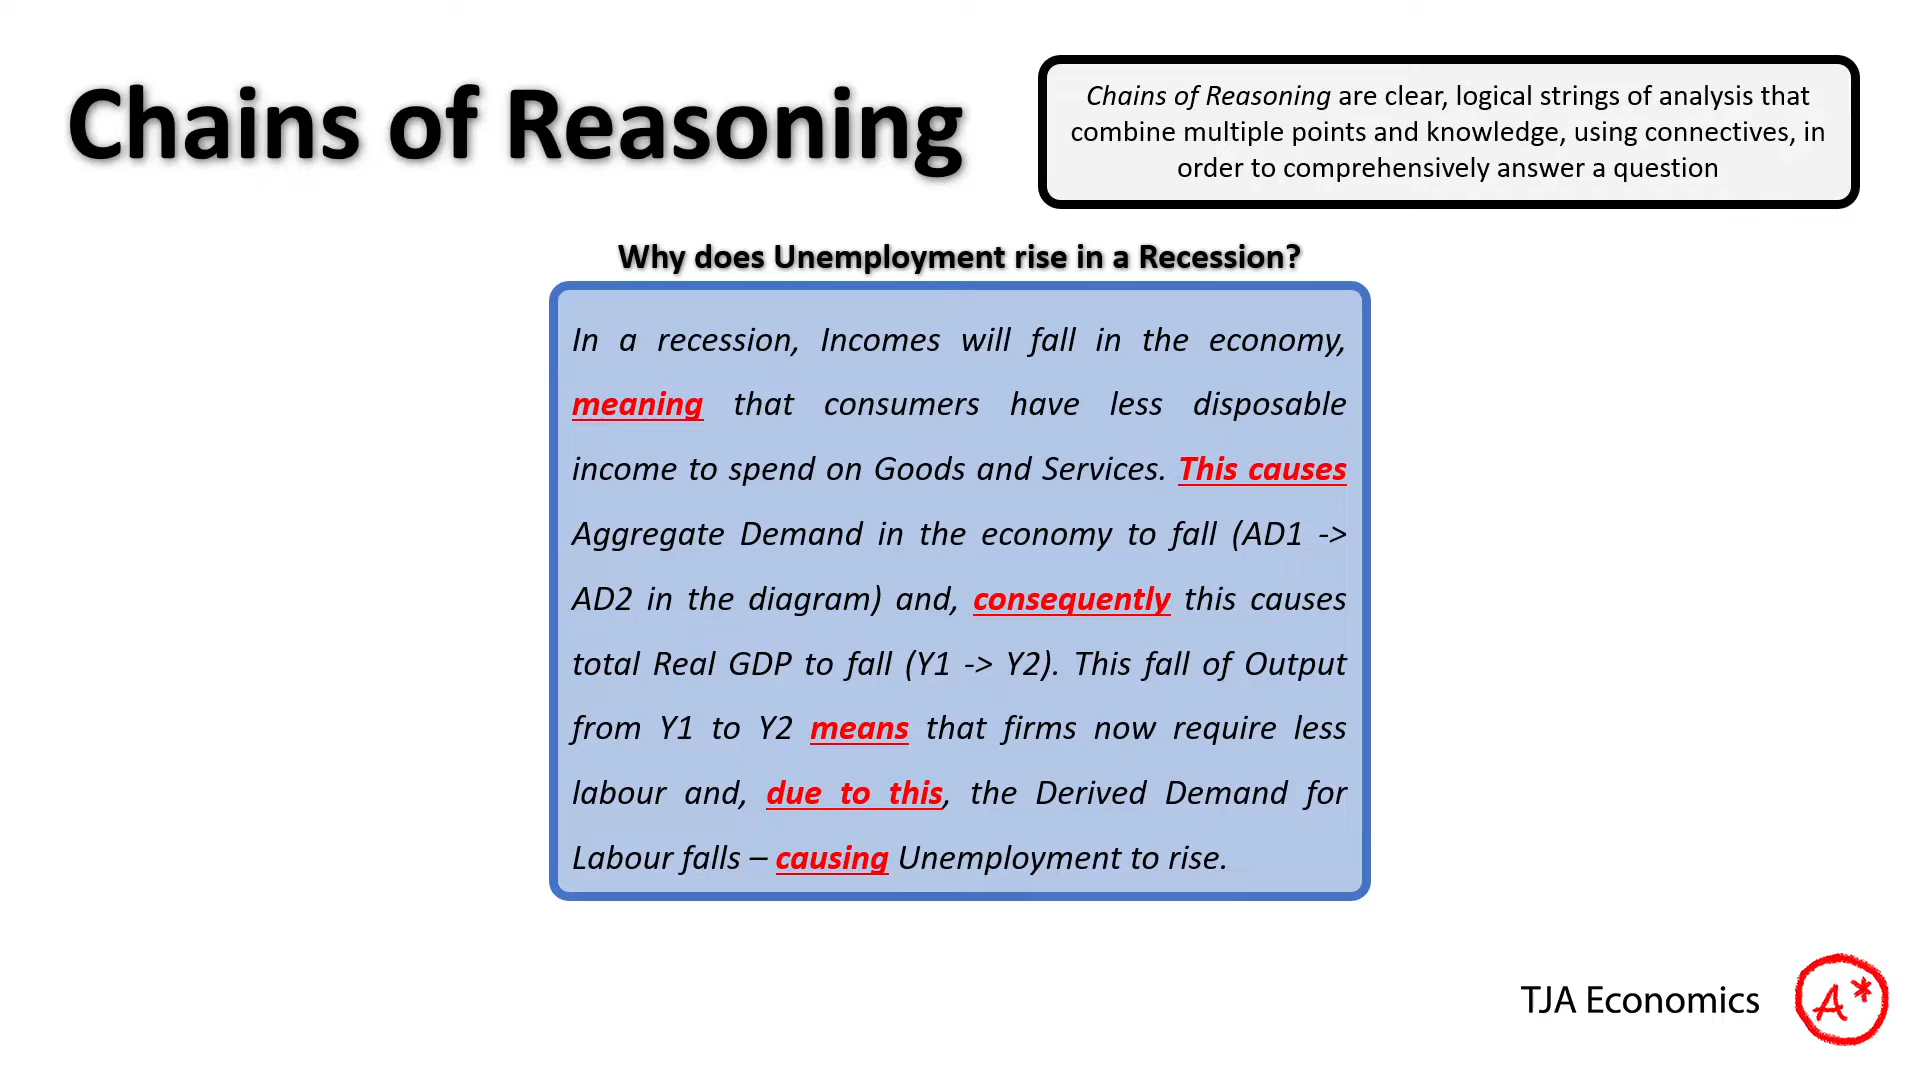 Chains of Reasoning
Chains of Reasoning are clear, logical strings of analysis that
combine multiple points and knowledge, using connectives, in
order to comprehensively answer a question
Why does Unemployment rise in a Recession?
In a recession, Incomes will fall in the economy,
meaning that consumers have less disposable
income to spend on Goods and Services. This causes
Aggregate Demand in the economy to fall (AD1 ->
AD2 in the diagram) and, consequently this causes
total Real GDP to fall (Y1 -> Y2). This fall of Output
from Y1 to Y2 means that firms now require less
labour and, due to this, the Derived Demand for
Labour falls – causing Unemployment to rise.
TJA Economics
A*